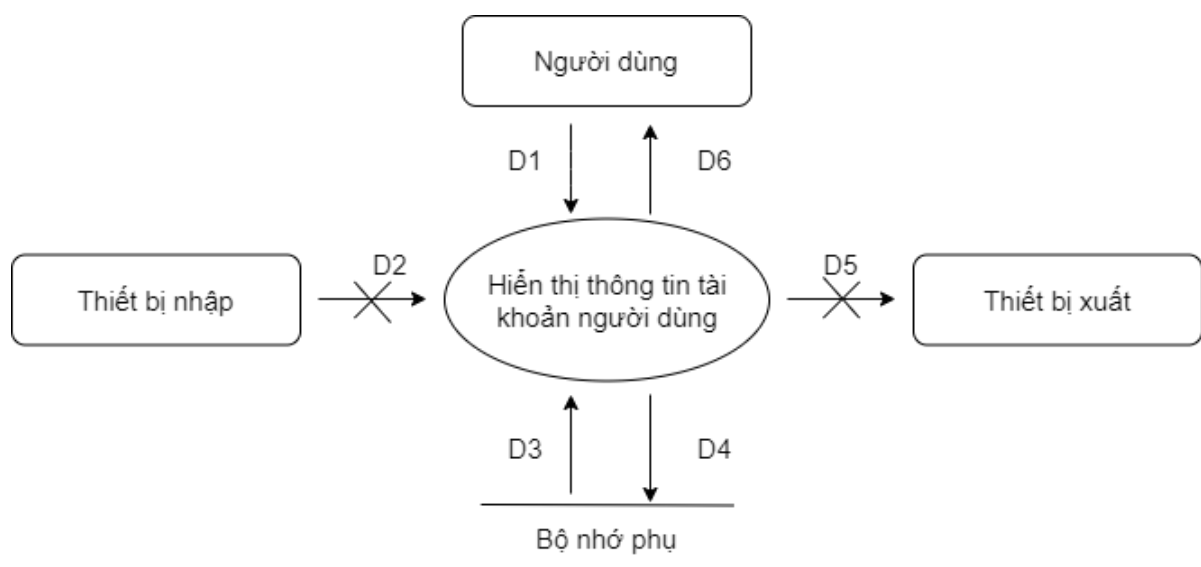 Người dùng
D1
D6
Thiết bị nhập
D2
Hiển thị thông tin tài
khoản người dùng
D5
Thiết bị xuất
D3
D4
Bộ nhớ phụ